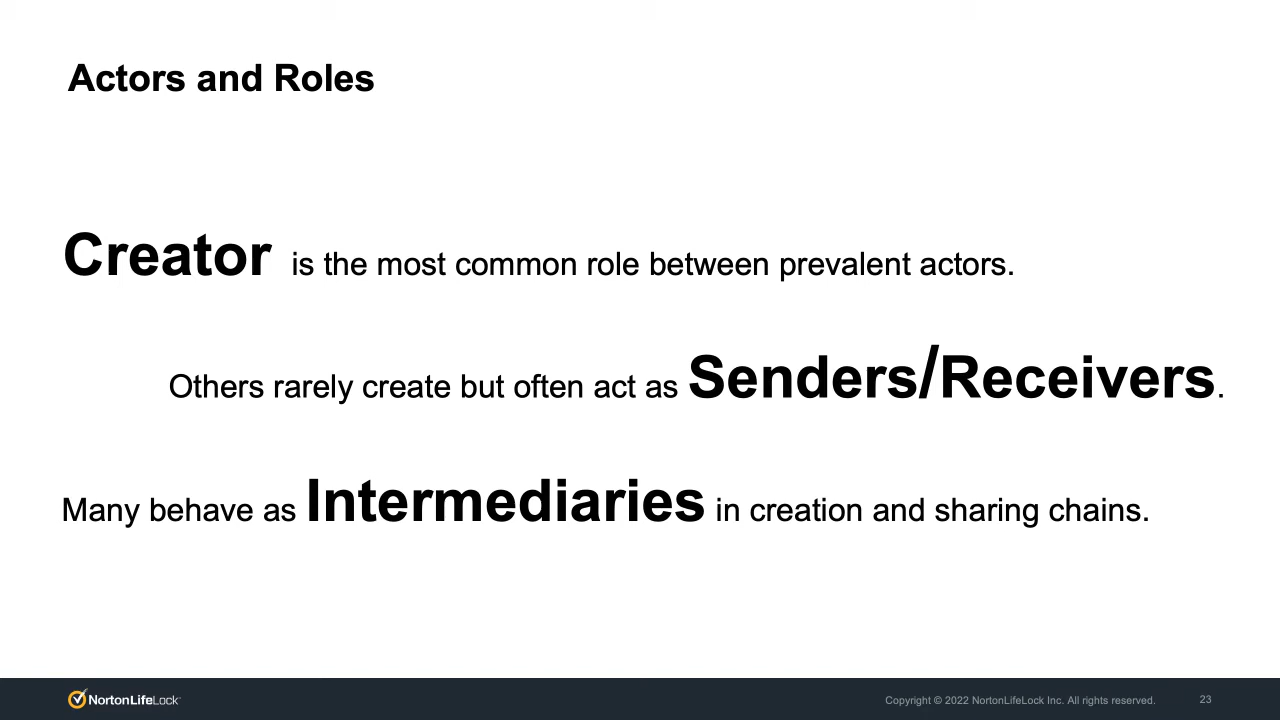 Actors and Roles
Creator is the most common role between prevalent actors.
Others rarely create but often act as Senders/Receivers.
Many behave as Intermediaries in creation and sharing chains.
NortonLifeLock
Copyright © 2022 NortonLifeLock Inc. All rights reserved.
23